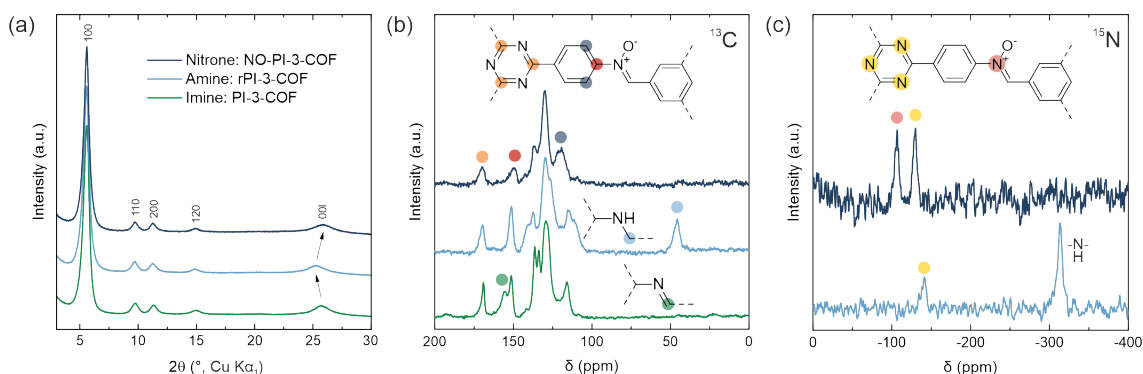 (a)
100
Nitrone: NO-PI-3-COF
Amine: rPI-3-COF
Imine: PI-3-COF
110
200
120
00l
Intensity (a.u.)
5 10 15 20 25 30
2θ (°, Cu Kα₁)
(b)
¹³C
N
N
N
O⁻
N⁺
NH
N
Intensity (a.u.)
200 150 100 50 0
δ (ppm)
(c)
¹⁵N
N
N
N
O⁻
N⁺
-N-
H
Intensity (a.u.)
0 -100 -200 -300 -400
δ (ppm)